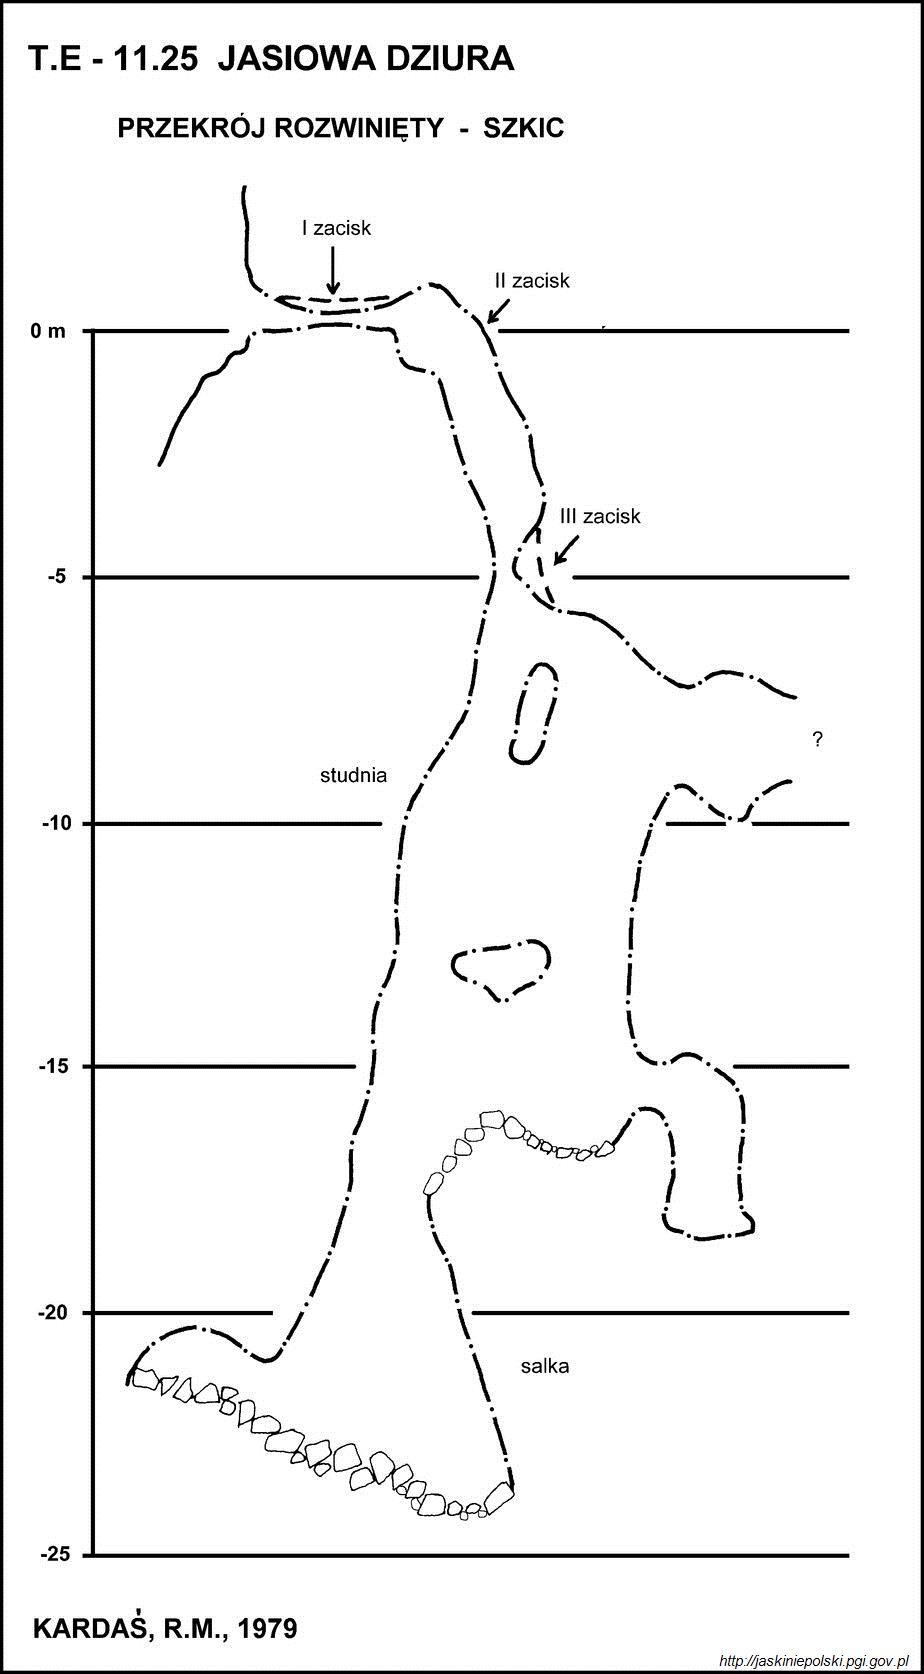 T.E - 11.25 JASIOWA DZIURA
PRZEKRÓJ ROZWINIĘTY - SZKIC
I zacisk
II zacisk
0 m
III zacisk
-5
?
studnia
-10
-15
-20
salka
-25
KARDAŚ, R.M., 1979
http://jaskiniepolski.pgi.gov.pl